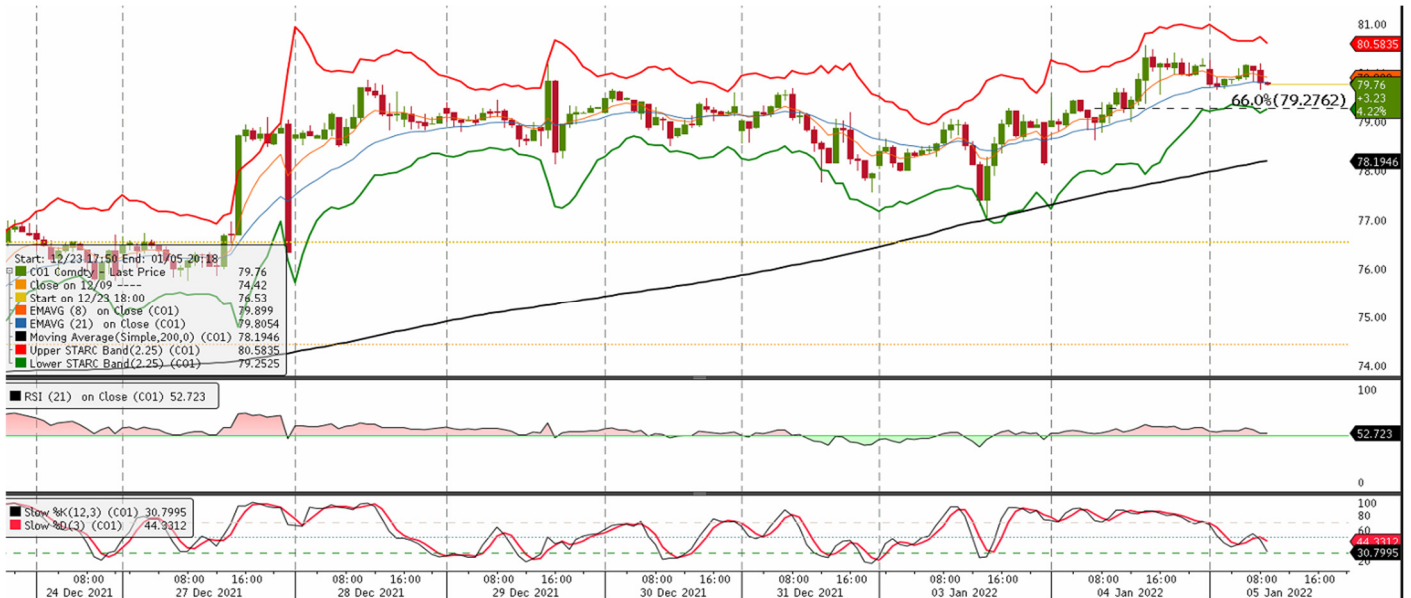 81.00
80.5835
79.76
+3.23
4.22%
66.0%(79.2762)
79.00
78.1946
78.00
77.00
76.00
75.00
74.00
Start: 12/23 17:50 End: 01/05 20:18
CO1 Comdty - Last Price 79.76
Close on 12/09 ---- 74.42
Start on 12/23 18:00 76.53
EMAVG (8) on Close (CO1) 79.899
EMAVG (21) on Close (CO1) 79.8054
Moving Average(Simple,200,0) (CO1) 78.1946
Upper STARC Band(2.25) (CO1) 80.5835
Lower STARC Band(2.25) (CO1) 79.2525
100
RSI (21) on Close (CO1) 52.723
52.723
0
100
Slow %K(12,3) (CO1) 30.7995
80
Slow %D(3) (CO1) 44.3312
60
44.3312
30.7995
20
08:00 08:00 16:00 08:00 16:00 08:00 16:00 08:00 16:00 08:00 16:00 08:00 16:00 08:00 16:00 08:00 16:00
24 Dec 2021 27 Dec 2021 28 Dec 2021 29 Dec 2021 30 Dec 2021 31 Dec 2021 03 Jan 2022 04 Jan 2022 05 Jan 2022